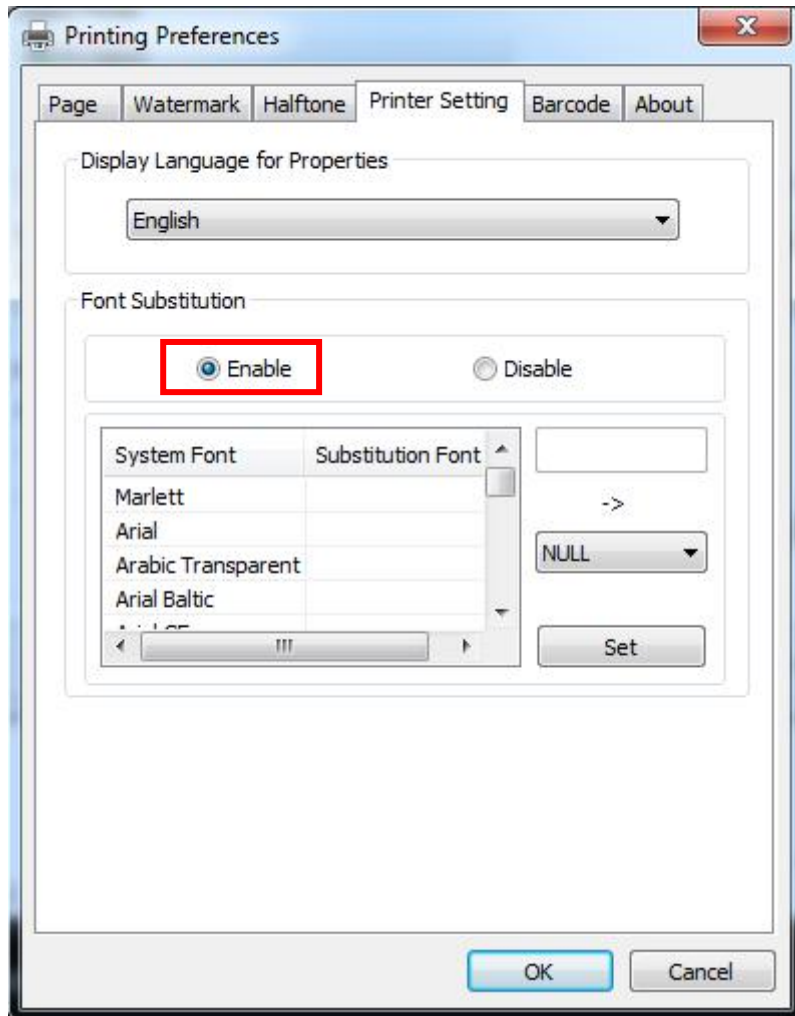 Printing Preferences
Page Watermark Halftone Printer Setting Barcode About
Display Language for Properties
English
Font Substitution
Enable Disable
System Font Substitution Font
Marlett
->
Arial
Arabic Transparent
NULL
Arial Baltic
Set
OK Cancel